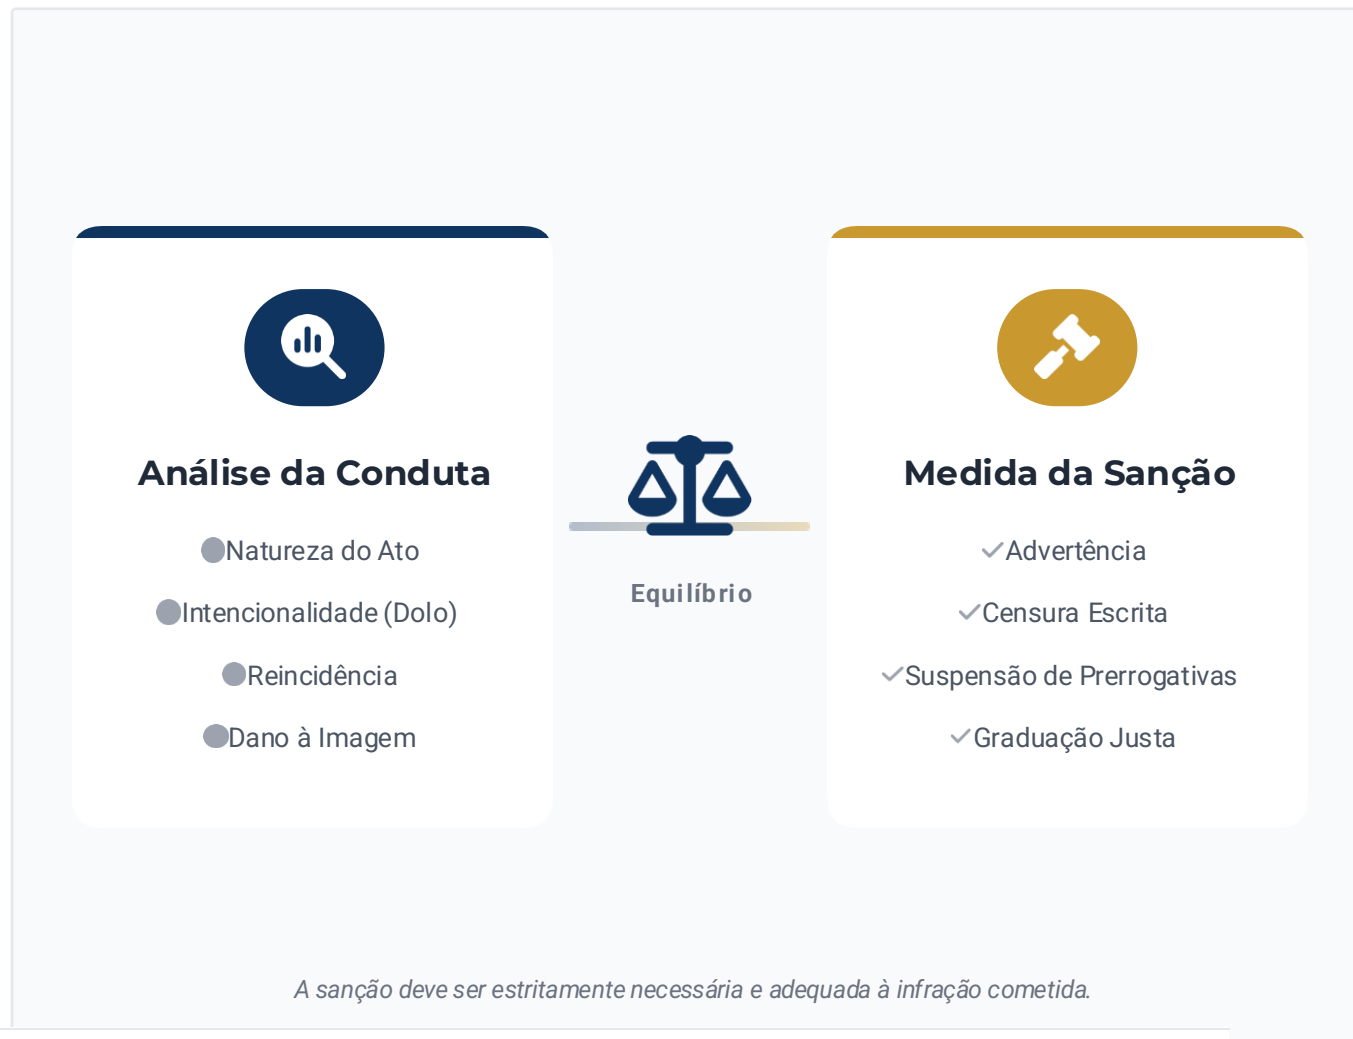 Análise da Conduta
Natureza do Ato
Intencionalidade (Dolo)
Reincidência
Dano à Imagem
Equilíbrio
Medida da Sanção
Advertência
Censura Escrita
Suspensão de Prerrogativas
Graduação Justa
A sanção deve ser estritamente necessária e adequada à infração cometida.